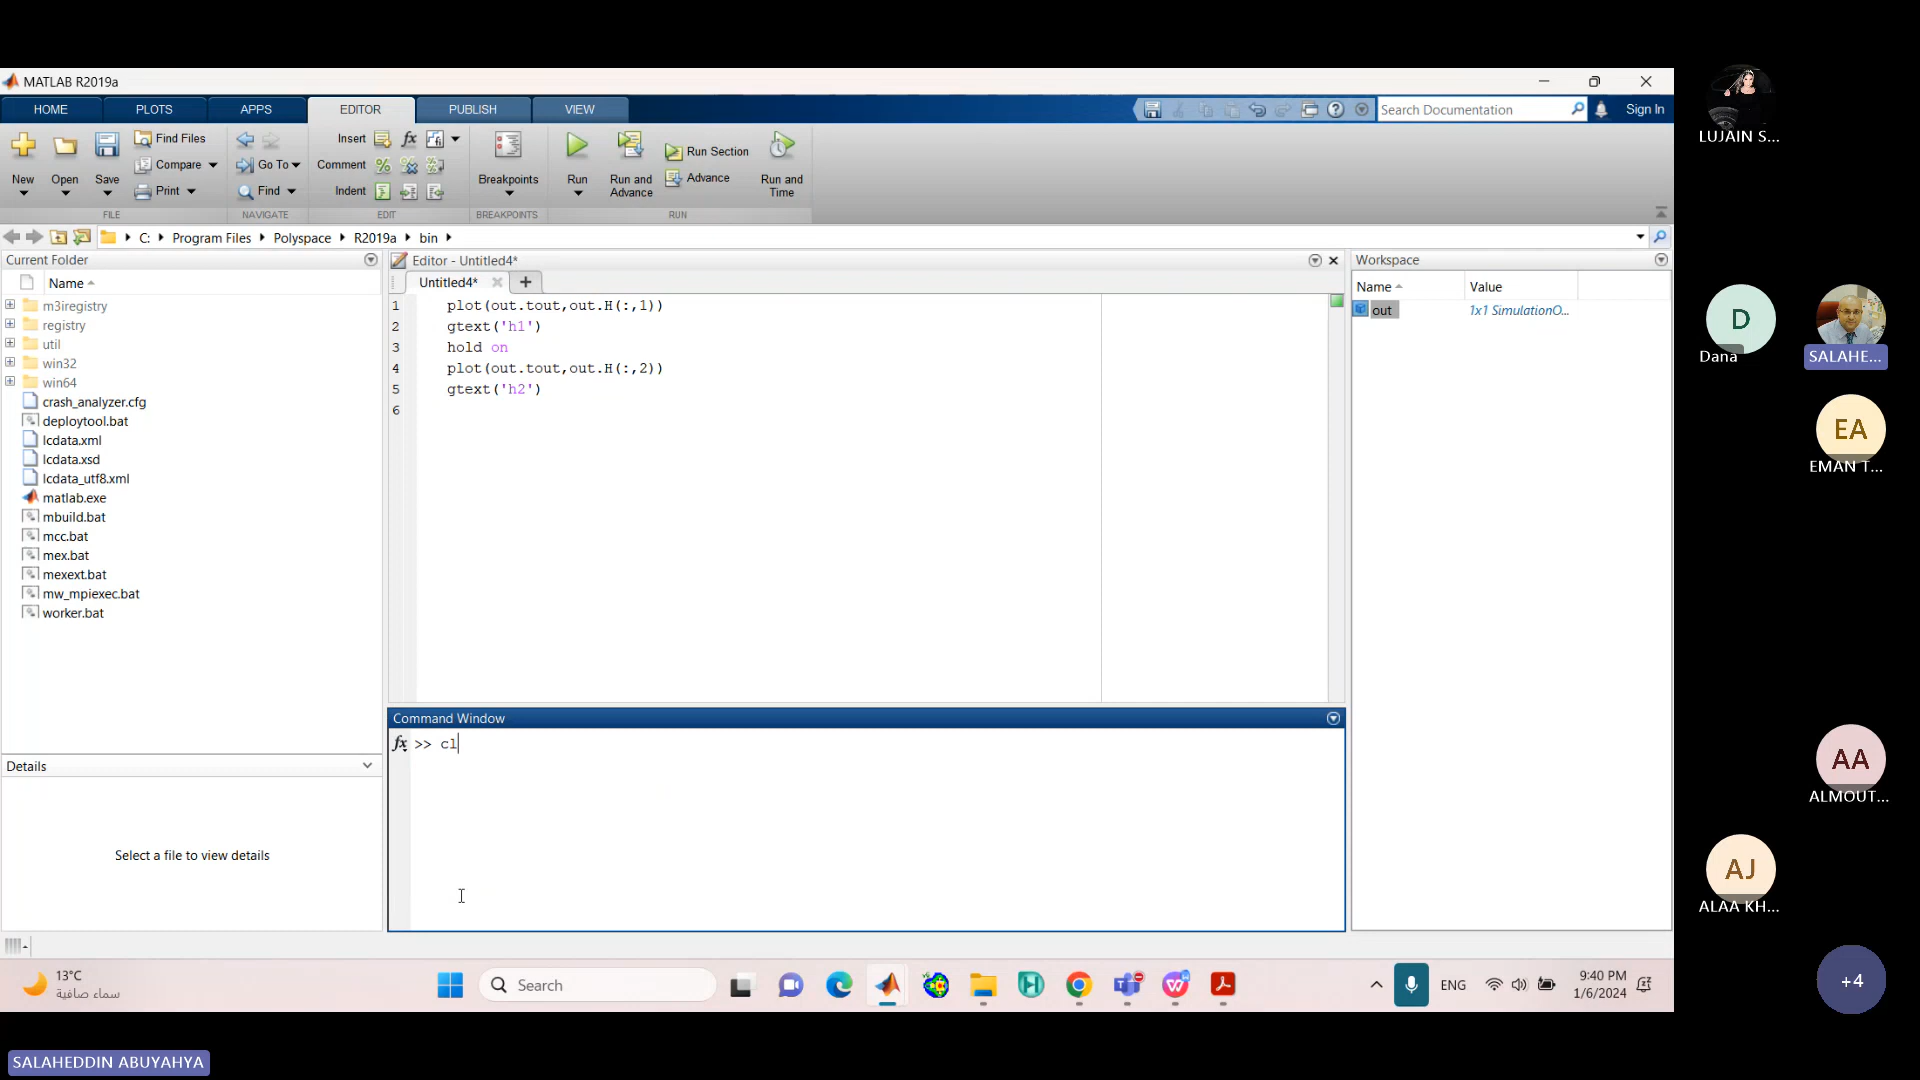 MATLAB R2019a
HOME
PLOTS
APPS
EDITOR
PUBLISH
VIEW
Search Documentation
Sign In
New
Open
Save
Find Files
Compare
Print
FILE
Go To
Find
NAVIGATE
Insert
fx
Comment
Indent
EDIT
Breakpoints
BREAKPOINTS
Run
Run and Advance
Run Section
Advance
Run and Time
RUN
C:
Program Files
Polyspace
R2019a
bin
Current Folder
Name
m3iregistry
registry
util
win32
win64
crash_analyzer.cfg
deploytool.bat
lcdata.xml
lcdata.xsd
lcdata_utf8.xml
matlab.exe
mbuild.bat
mcc.bat
mex.bat
mexext.bat
mw_mpiexec.bat
worker.bat
Details
Select a file to view details
Editor - Untitled4*
Untitled4*
1 plot(out.tout,out.H(:,1))
2 gtext('h1')
3 hold on
4 plot(out.tout,out.H(:,2))
5 gtext('h2')
6
Command Window
fx >> cl
Workspace
Name
Value
out
1x1 SimulationO...
13°C
سماء صافية
Search
ENG
9:40 PM
1/6/2024
LUJAIN S...
D
Dana
SALAHE...
EA
EMAN T...
AA
ALMOUT...
AJ
ALAA KH...
+4
SALAHEDDIN ABUYAHYA